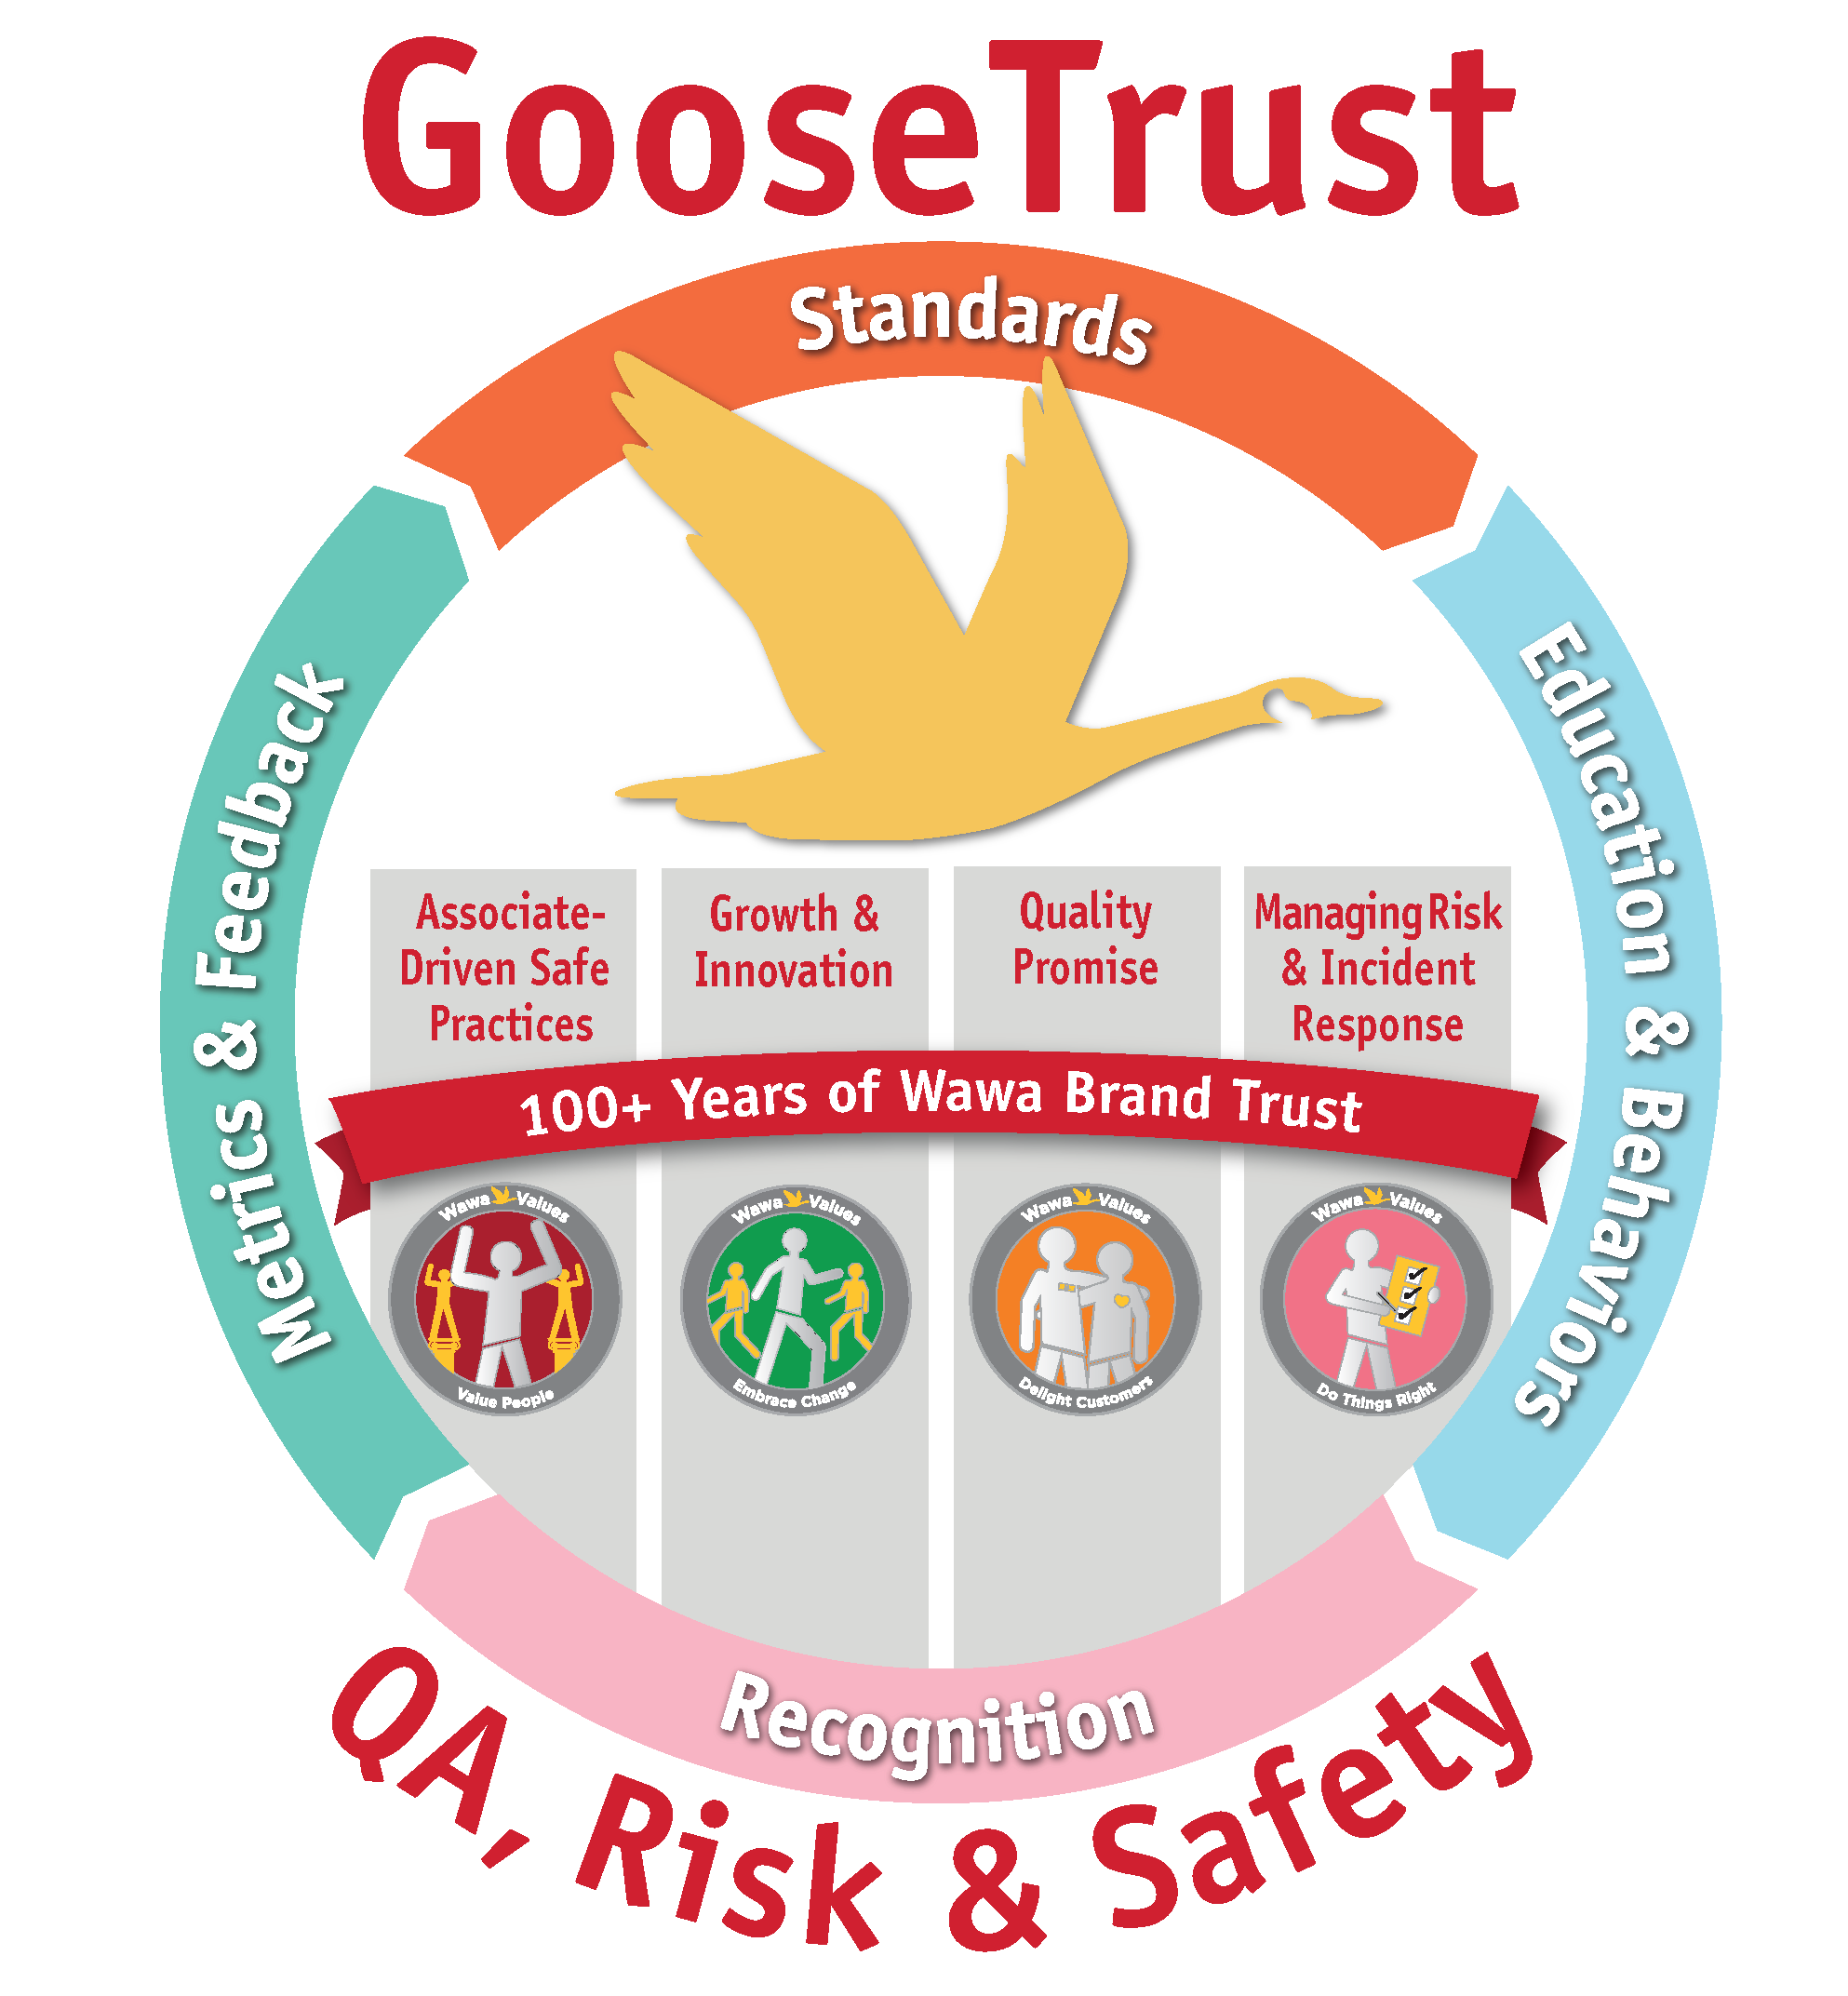 GooseTrust
Standards
Education & Behaviors
Recognition
Metrics & Feedback
Associate-
Driven Safe
Practices
Growth &
Innovation
Quality
Promise
Managing Risk
& Incident
Response
100+ Years of Wawa Brand Trust
Wawa Values
Value People
Wawa Values
Embrace Change
Wawa Values
Delight Customers
Wawa Values
Do Things Right
QA, Risk & Safety